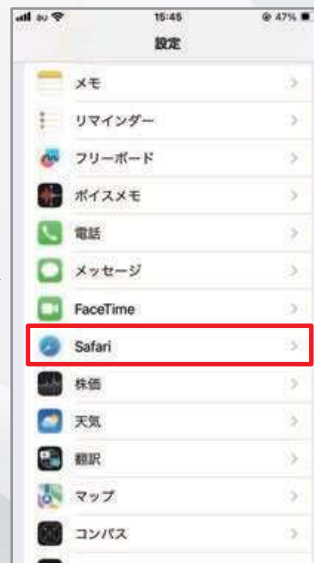 au 15:45 47%
設定
メモ
リマインダー
フリーボード
ボイスメモ
電話
メッセージ
FaceTime
Safari
株価
天気
翻訳
マップ
コンパス